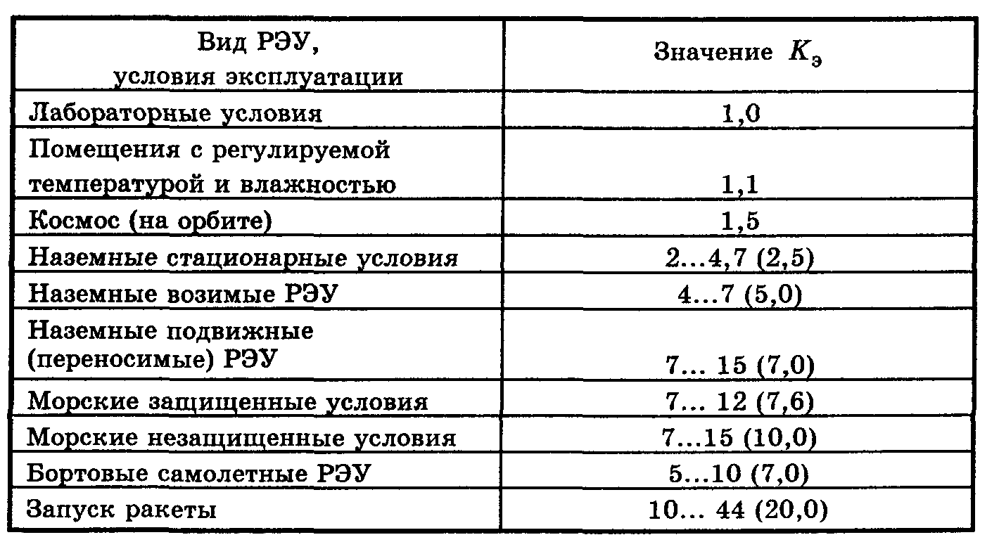 Вид РЭУ,
условия эксплуатации
Значение Kэ
Лабораторные условия
1,0
Помещения с регулируемой
температурой и влажностью
1,1
Космос (на орбите)
1,5
Наземные стационарные условия
2...4,7 (2,5)
Наземные возимые РЭУ
4...7 (5,0)
Наземные подвижные
(переносимые) РЭУ
7... 15 (7,0)
Морские защищенные условия
7... 12 (7,6)
Морские незащищенные условия
7...15 (10,0)
Бортовые самолетные РЭУ
5...10 (7,0)
Запуск ракеты
10... 44 (20,0)